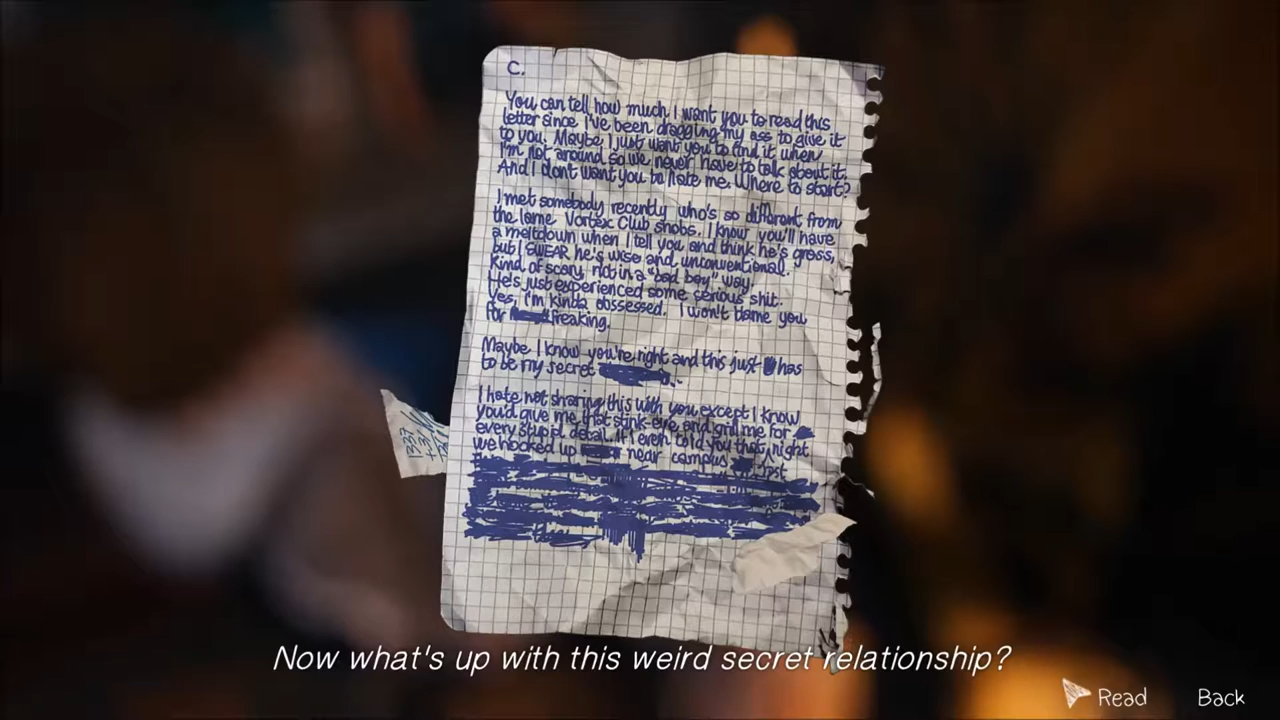 C.
You can tell how much I want you to read this
letter since I've been dragging my ass to give it
to you. Maybe I just want you to find it when
I'm not around so we never have to talk about it.
And I dont want you to hate me. Where to start?
I met somebody recently who's so different from
the lame Vortex Club snobs. I know you'll have
a meltdown when I tell you and think he's gross,
but I SWEAR he's wise and unconventional.
Kind of scary, not in a "bad boy" way.
He's just experienced some serious shit.
Yes, I'm kinda obsessed. I won't blame you
for freaking.
Maybe I know you're right and this just has
to be my secret
I hate not sharing this with you except I know
you'd give me that stink-eye and grill me for
every stupid detail. If I even told you that night
we hooked up near campus just
Now what's up with this weird secret relationship?
Read
Back